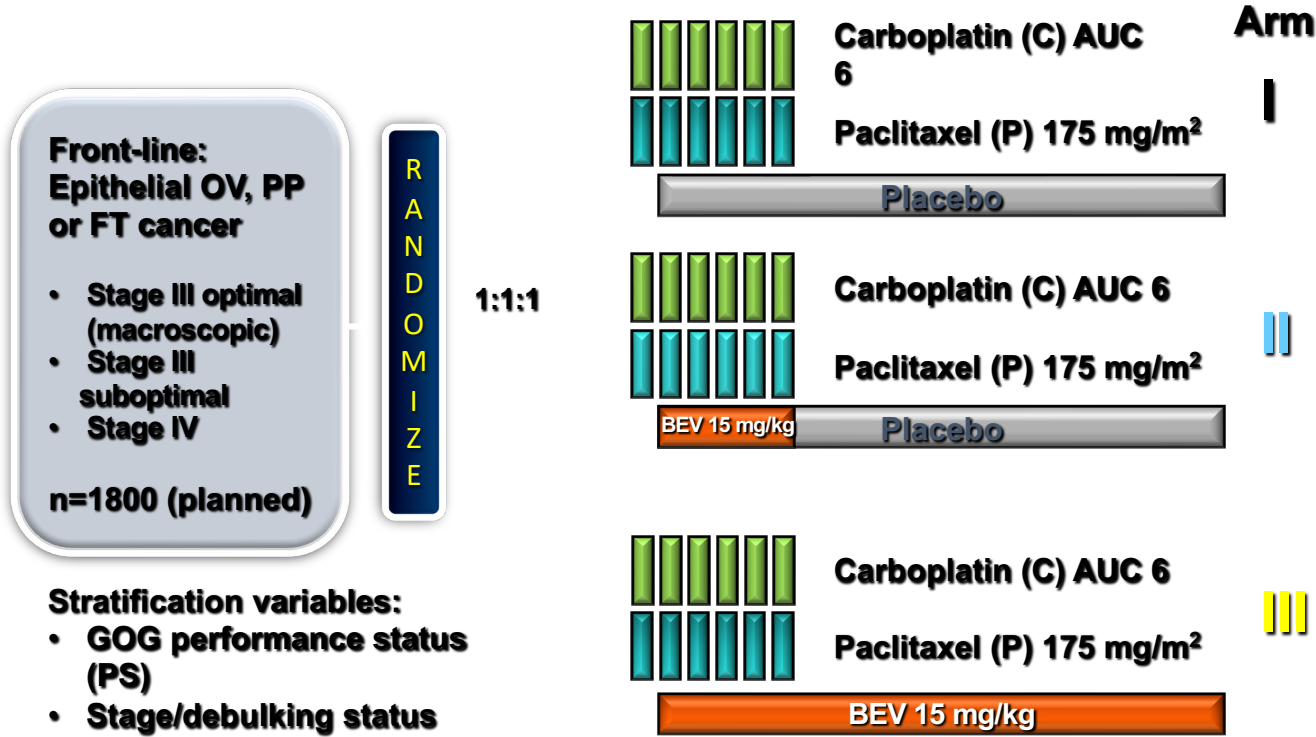 Front-line:
Epithelial OV, PP
or FT cancer
• Stage III optimal
(macroscopic)
• Stage III
suboptimal
• Stage IV
n=1800 (planned)
Stratification variables:
• GOG performance status
(PS)
• Stage/debulking status
R
A
N
D
O
M
I
Z
E
1:1:1
Arm
Carboplatin (C) AUC
6
I
Paclitaxel (P) 175 mg/m²
Placebo
Carboplatin (C) AUC 6
II
Paclitaxel (P) 175 mg/m²
BEV 15 mg/kg Placebo
Carboplatin (C) AUC 6
III
Paclitaxel (P) 175 mg/m²
BEV 15 mg/kg